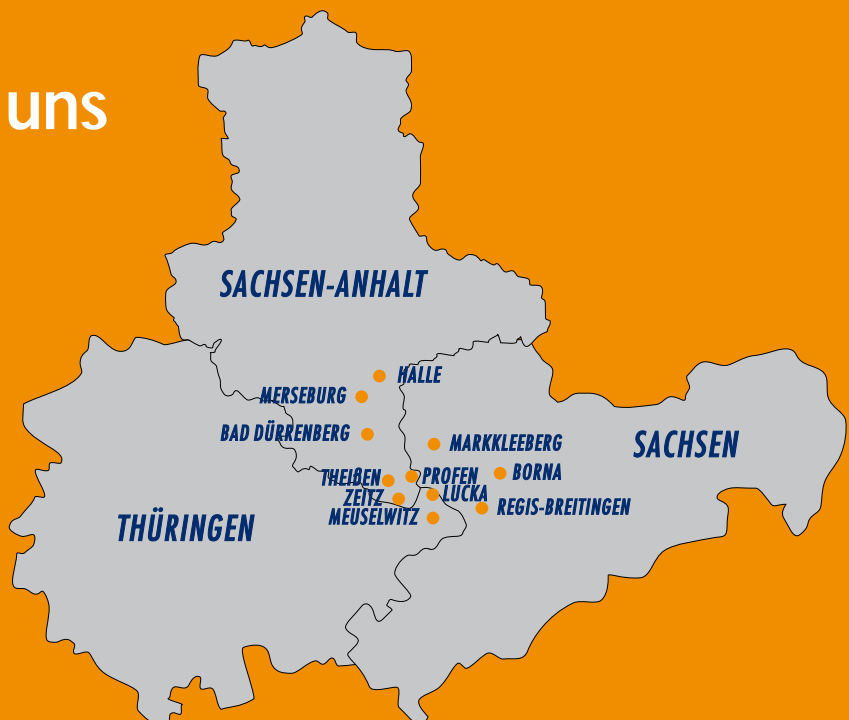 uns
SACHSEN-ANHALT
HALLE
MERSEBURG
BAD DÜRRENBERG
MARKKLEEBERG
SACHSEN
THEIßEN
PROFEN
BORNA
ZEITZ
LUCKA
MEUSELWITZ
REGIS-BREITINGEN
THÜRINGEN